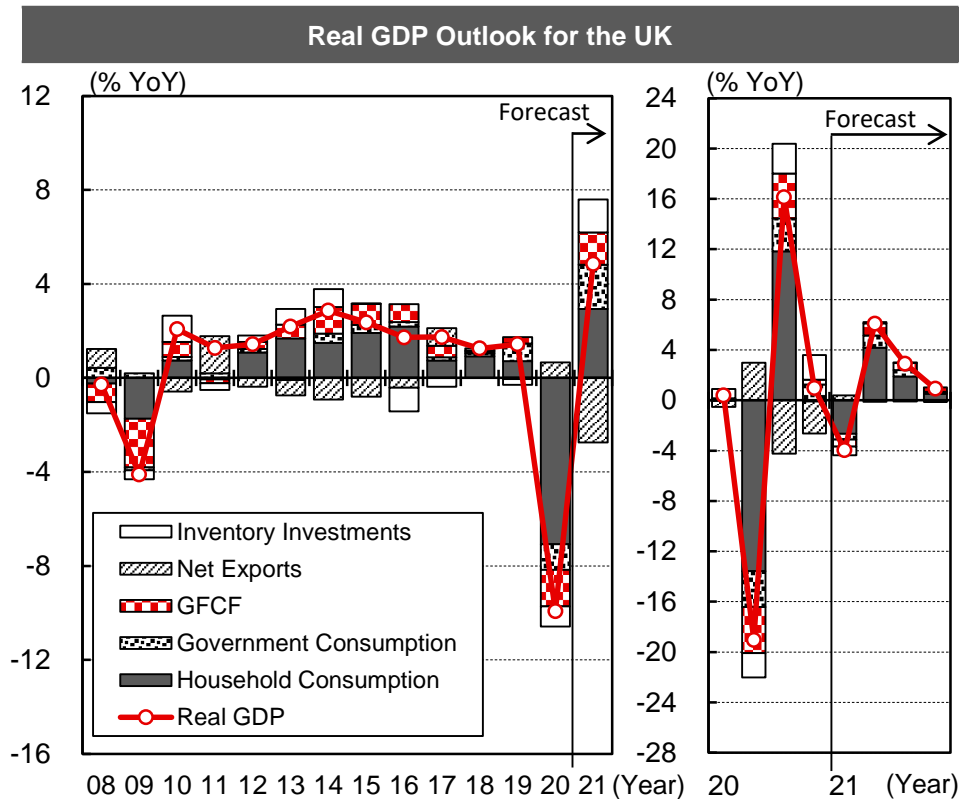 Real GDP Outlook for the UK
(% YoY)
12
8
4
0
-4
-8
-12
-16
Forecast
Inventory Investments
Net Exports
GFCF
Government Consumption
Household Consumption
Real GDP
08 09 10 11 12 13 14 15 16 17 18 19 20 21 (Year)
(% YoY)
24
20
16
12
8
4
0
-4
-8
-12
-16
-20
-24
-28
Forecast
20 21 (Year)